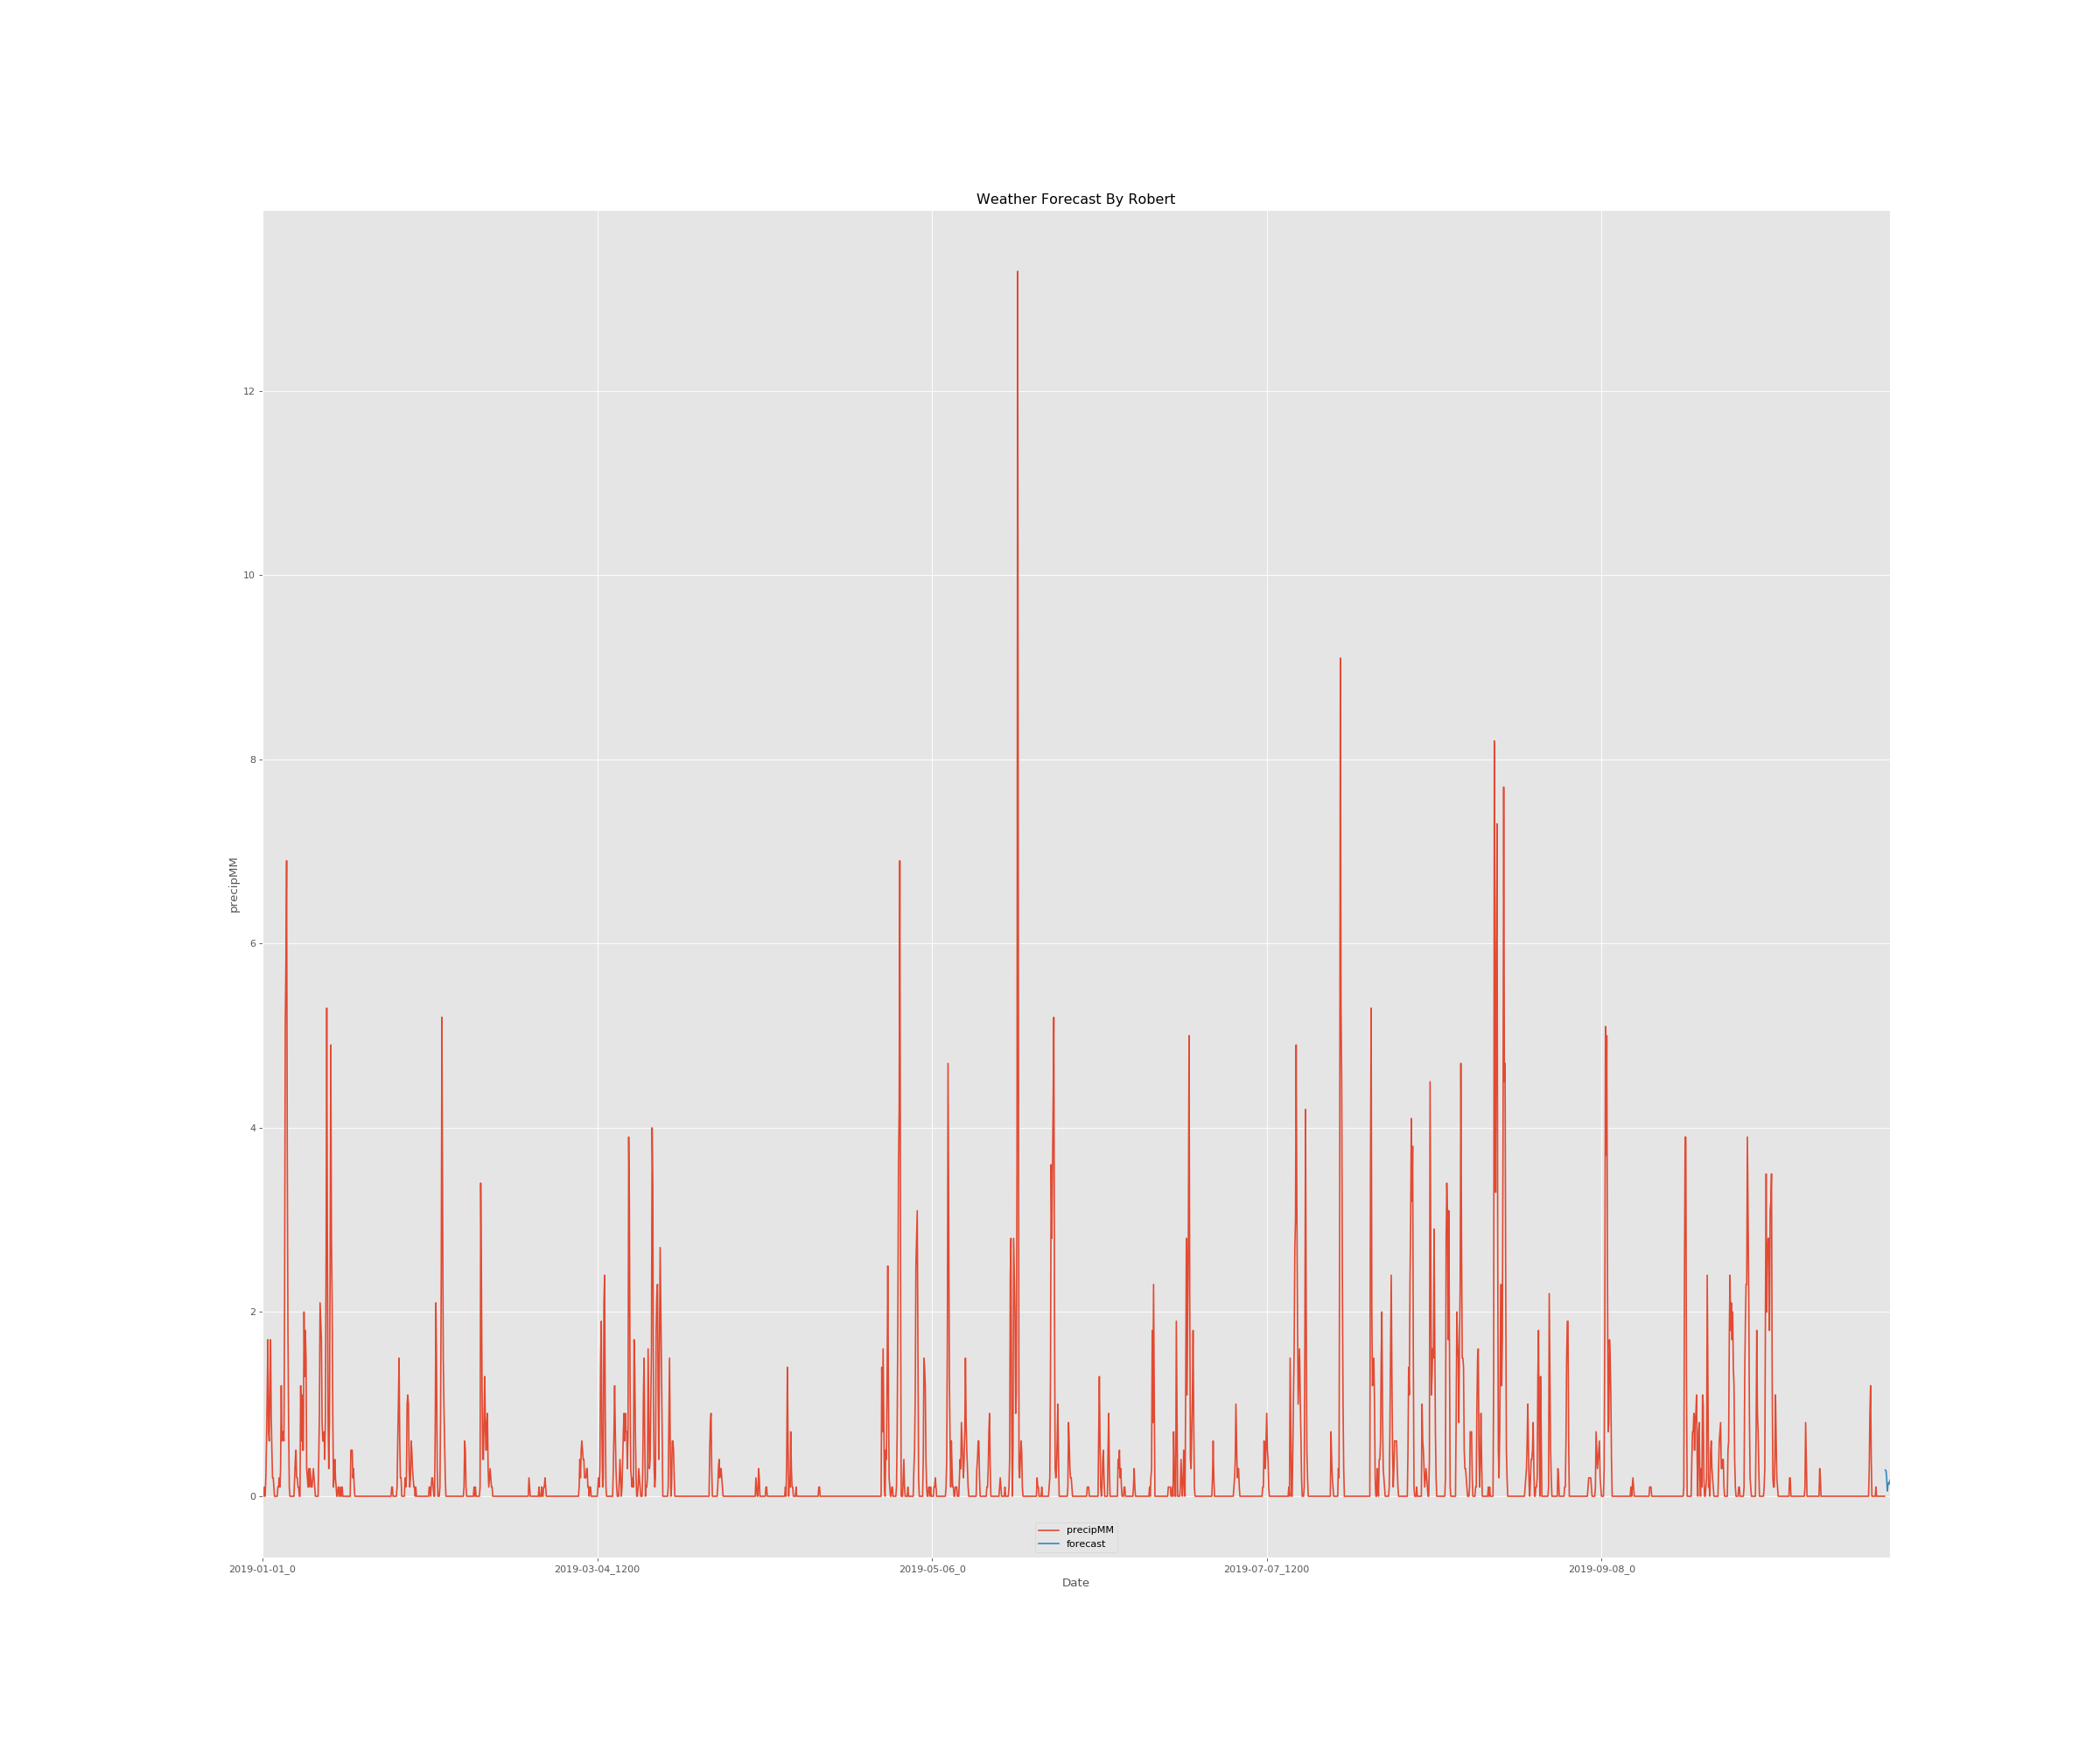 Weather Forecast By Robert
12
10
8
6
4
2
0
precipMM
precipMM
forecast
2019-01-01_0
2019-03-04_1200
2019-05-06_0
2019-07-07_1200
2019-09-08_0
Date